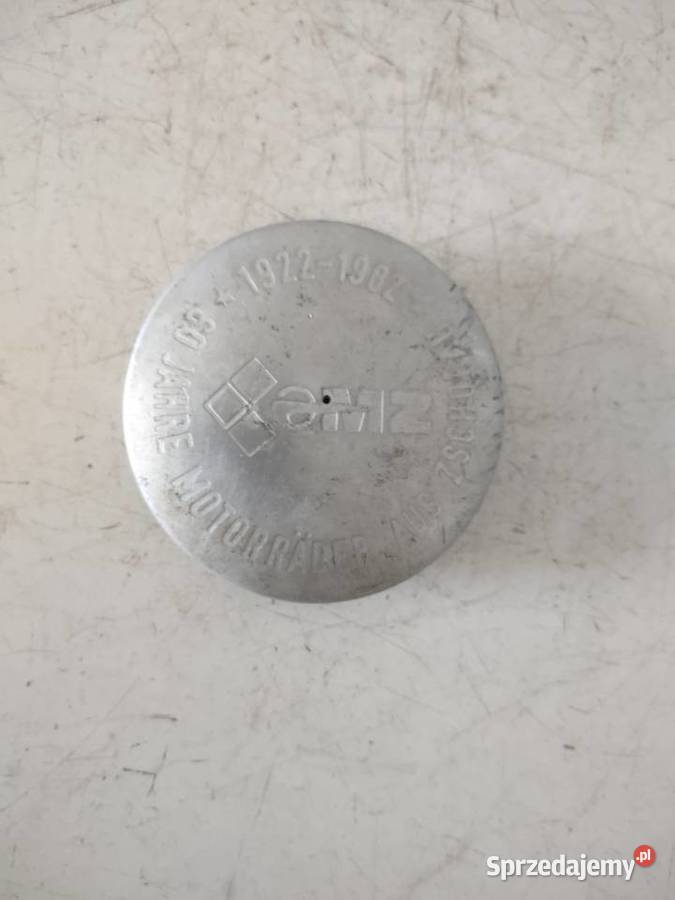 60 JAHRE MOTORRÄDER AUS ZSCHOPAU
★ 1922-1982
MZ
Sprzedajemy.pl